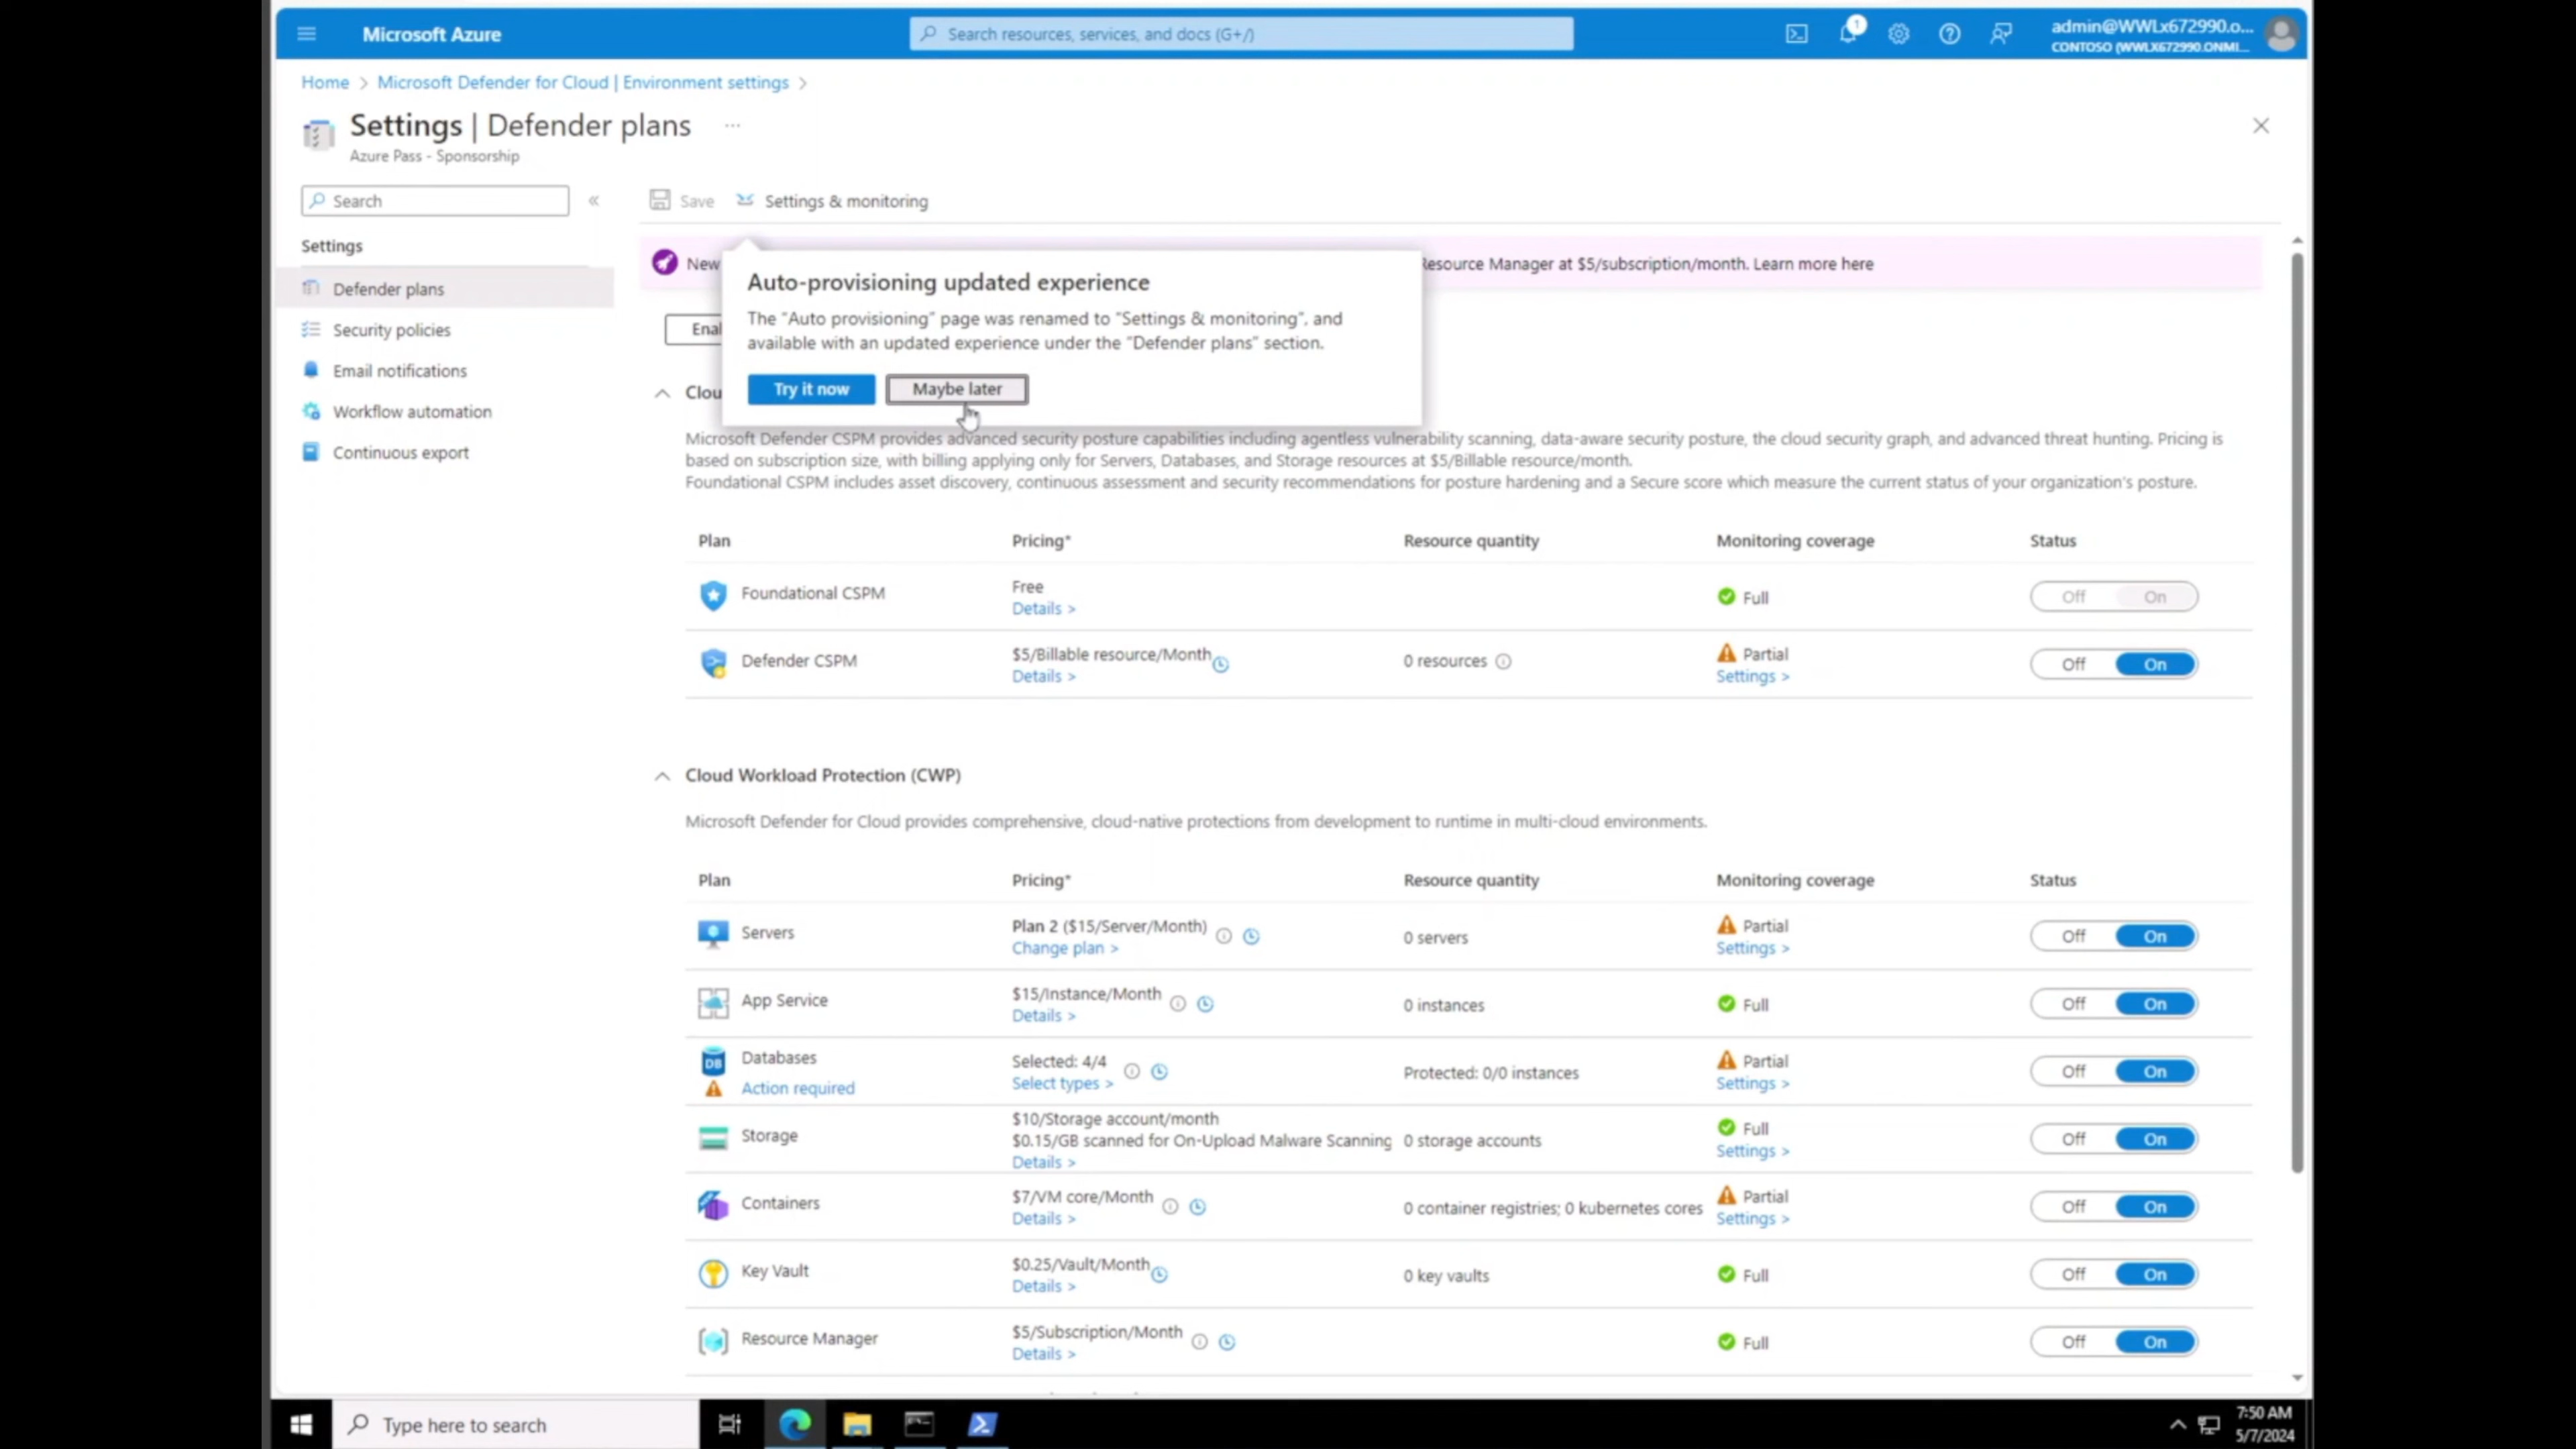 Microsoft Azure
Search resources, services, and docs (G+/)
1
admin@WWLx672990.o...
CONTOSO (WWLX672990.ONMI...
Home > Microsoft Defender for Cloud | Environment settings >
Settings | Defender plans ...
Azure Pass - Sponsorship
Search
«
Save
Settings & monitoring
Settings
Defender plans
Security policies
Email notifications
Workflow automation
Continuous export
New
Resource Manager at $5/subscription/month. Learn more here
Auto-provisioning updated experience
The "Auto provisioning" page was renamed to "Settings & monitoring", and
available with an updated experience under the "Defender plans" section.
Try it now
Maybe later
Microsoft Defender CSPM provides advanced security posture capabilities including agentless vulnerability scanning, data-aware security posture, the cloud security graph, and advanced threat hunting. Pricing is
based on subscription size, with billing applying only for Servers, Databases, and Storage resources at $5/Billable resource/month.
Foundational CSPM includes asset discovery, continuous assessment and security recommendations for posture hardening and a Secure score which measure the current status of your organization's posture.
Plan Pricing* Resource quantity Monitoring coverage Status
Foundational CSPM Free Full Off On
Details >
Defender CSPM $5/Billable resource/Month 0 resources Partial Off On
Details > Settings >
Cloud Workload Protection (CWP)
Microsoft Defender for Cloud provides comprehensive, cloud-native protections from development to runtime in multi-cloud environments.
Plan Pricing* Resource quantity Monitoring coverage Status
Servers Plan 2 ($15/Server/Month) 0 servers Partial Off On
Change plan > Settings >
App Service $15/Instance/Month 0 instances Full Off On
Details >
Databases Selected: 4/4 Protected: 0/0 instances Partial Off On
Action required Select types > Settings >
$10/Storage account/month
Storage $0.15/GB scanned for On-Upload Malware Scanning 0 storage accounts Full Off On
Details > Settings >
Containers $7/VM core/Month 0 container registries; 0 kubernetes cores Partial Off On
Details > Settings >
Key Vault $0.25/Vault/Month 0 key vaults Full Off On
Details >
Resource Manager $5/Subscription/Month Full Off On
Details >
Type here to search
7:50 AM
5/7/2024